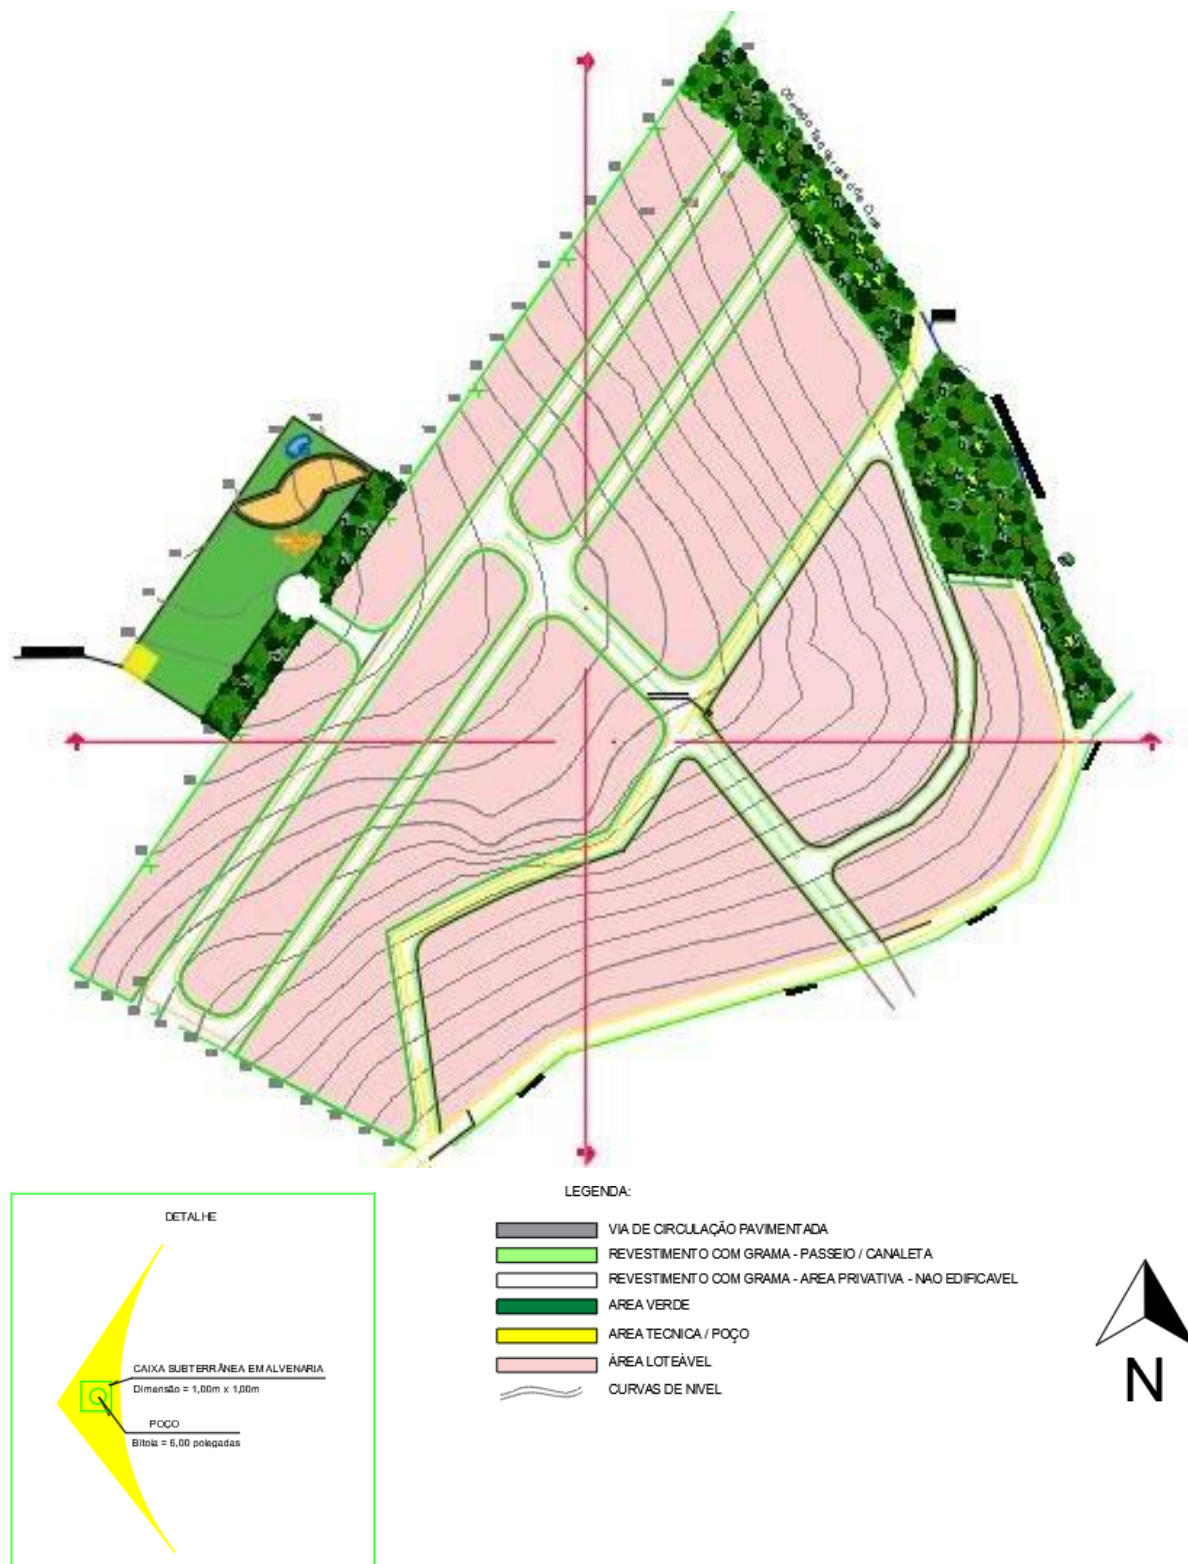 DETALHE
CAIXA SUBTERRÂNEA EM ALVENARIA
Dimensão = 1,00m x 1,00m
POÇO
Bitola = 6,00 polegadas
LEGENDA:
VIA DE CIRCULAÇÃO PAVIMENTADA
REVESTIMENTO COM GRAMA - PASSEIO / CANALETA
REVESTIMENTO COM GRAMA - AREA PRIVATIVA - NAO EDIFICAVEL
AREA VERDE
AREA TECNICA / POÇO
ÁREA LOTEÁVEL
CURVAS DE NIVEL
N